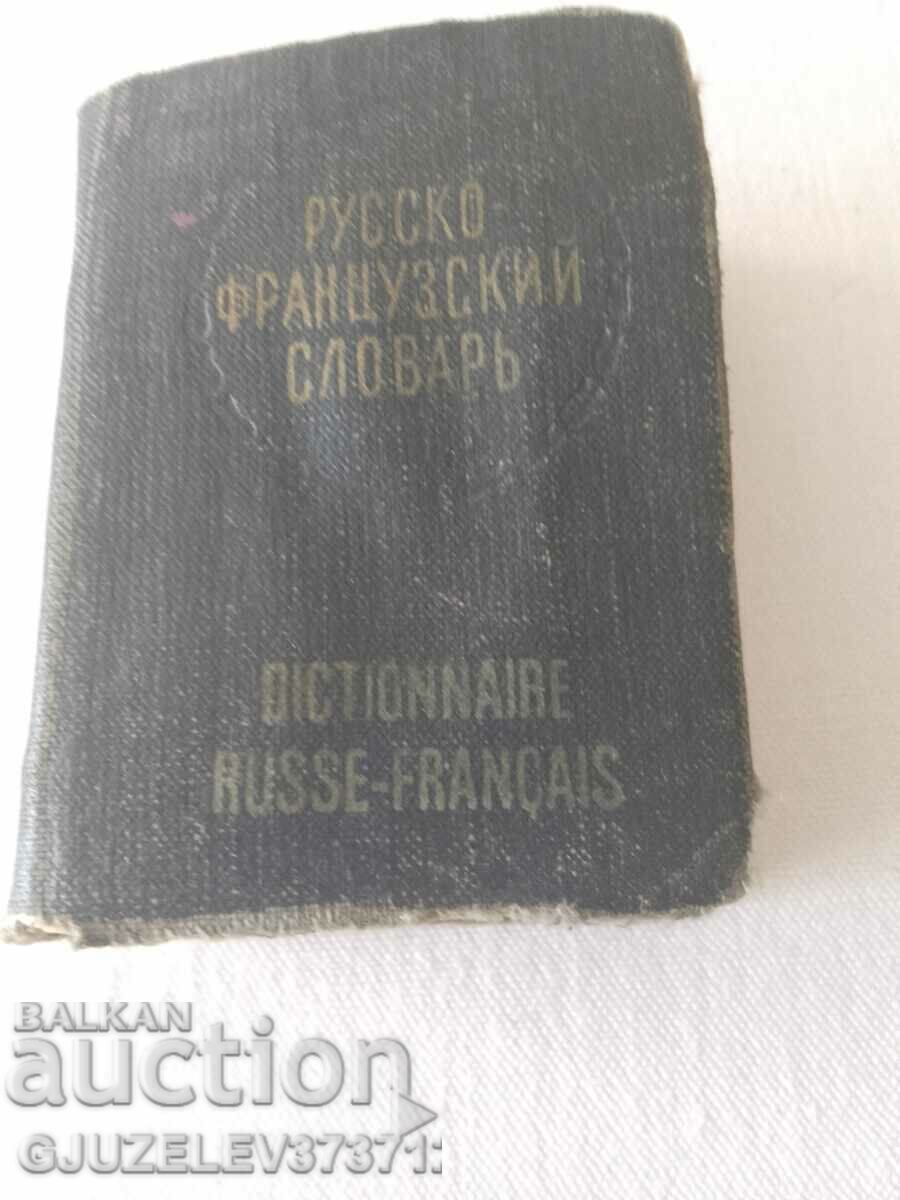 РУССКО-
ФРАНЦУЗСКИЙ
СЛОВАРЬ
DICTIONNAIRE
RUSSE-FRANÇAIS
BALKAN
auction
GJUZELEV37371